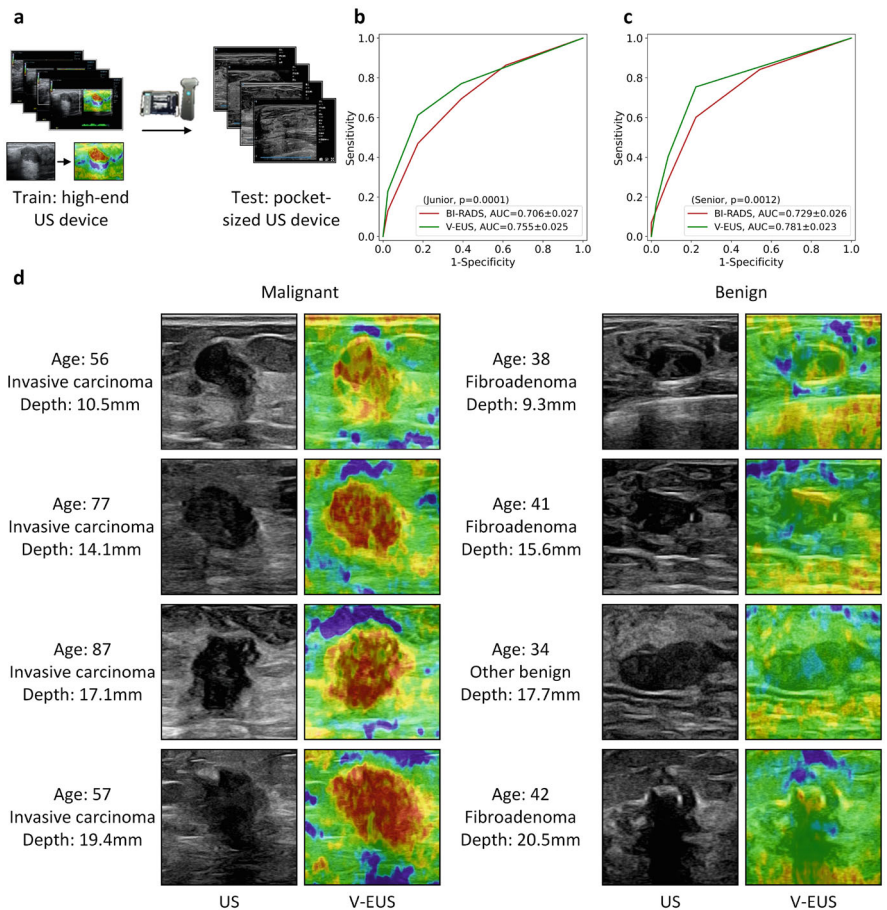 a
Train: high-end
US device
Test: pocket-
sized US device
b
Sensitivity
1.0
0.8
0.6
0.4
0.2
0.0
(Junior, p=0.0001)
BI-RADS, AUC=0.706±0.027
V-EUS, AUC=0.755±0.025
0.0 0.2 0.4 0.6 0.8 1.0
1-Specificity
c
Sensitivity
1.0
0.8
0.6
0.4
0.2
0.0
(Senior, p=0.0012)
BI-RADS, AUC=0.729±0.026
V-EUS, AUC=0.781±0.023
0.0 0.2 0.4 0.6 0.8 1.0
1-Specificity
d
Malignant
Age: 56
Invasive carcinoma
Depth: 10.5mm
Age: 77
Invasive carcinoma
Depth: 14.1mm
Age: 87
Invasive carcinoma
Depth: 17.1mm
Age: 57
Invasive carcinoma
Depth: 19.4mm
US V-EUS
Benign
Age: 38
Fibroadenoma
Depth: 9.3mm
Age: 41
Fibroadenoma
Depth: 15.6mm
Age: 34
Other benign
Depth: 17.7mm
Age: 42
Fibroadenoma
Depth: 20.5mm
US V-EUS